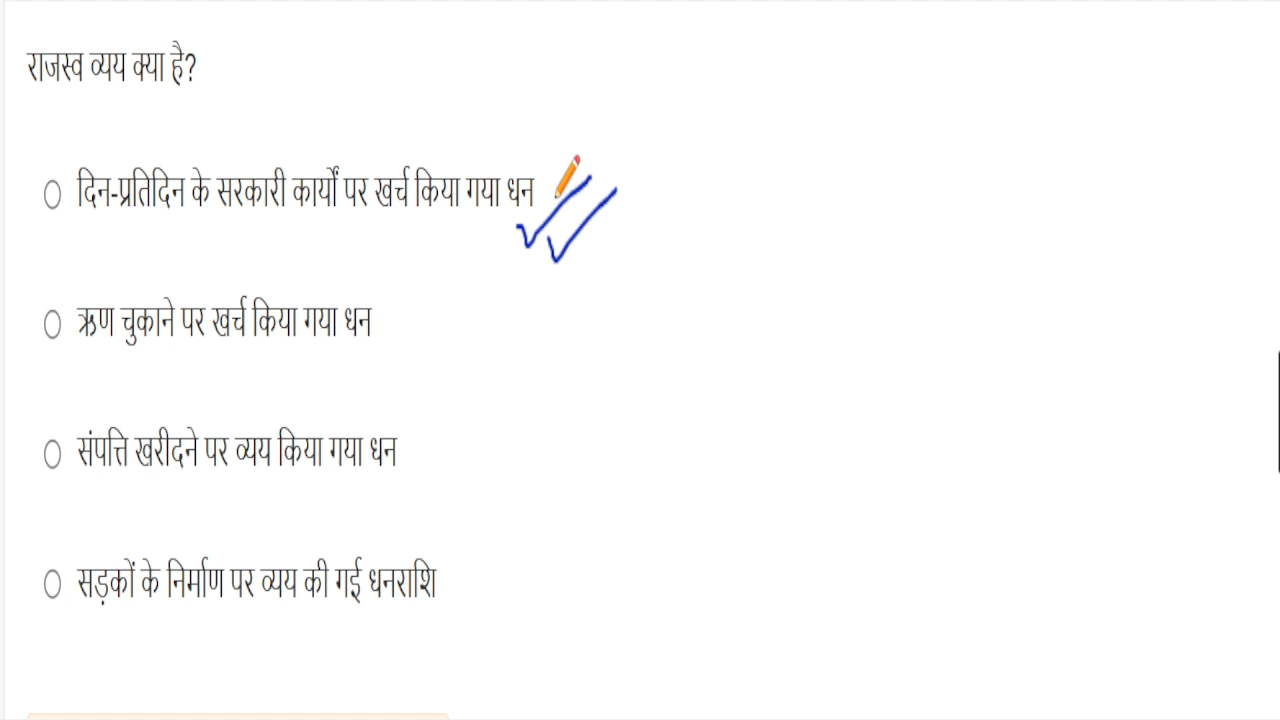 राजस्व व्यय क्या है?
दिन-प्रतिदिन के सरकारी कार्यों पर खर्च किया गया धन
ऋण चुकाने पर खर्च किया गया धन
संपत्ति खरीदने पर व्यय किया गया धन
सड़कों के निर्माण पर व्यय की गई धनराशि